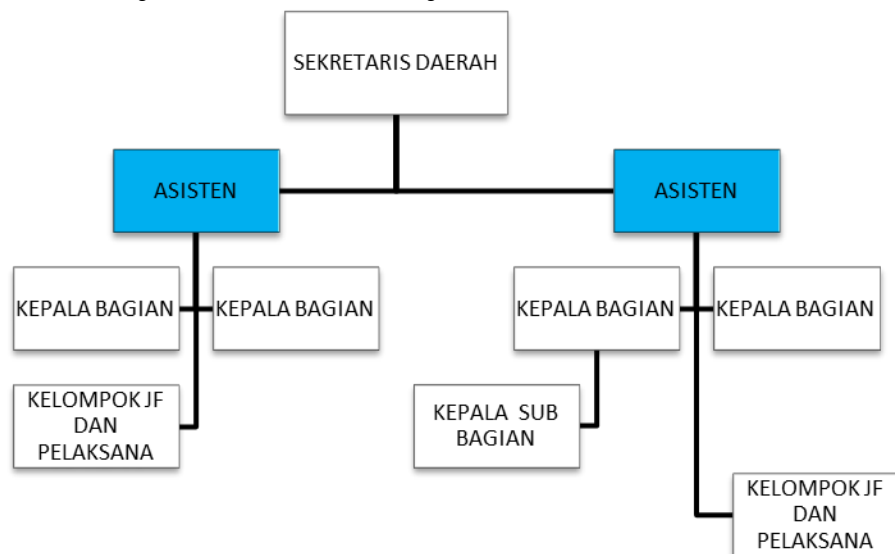 SEKRETARIS DAERAH
ASISTEN
ASISTEN
KEPALA BAGIAN
KEPALA BAGIAN
KEPALA BAGIAN
KEPALA BAGIAN
KELOMPOK JF
DAN
PELAKSANA
KEPALA SUB
BAGIAN
KELOMPOK JF
DAN
PELAKSANA